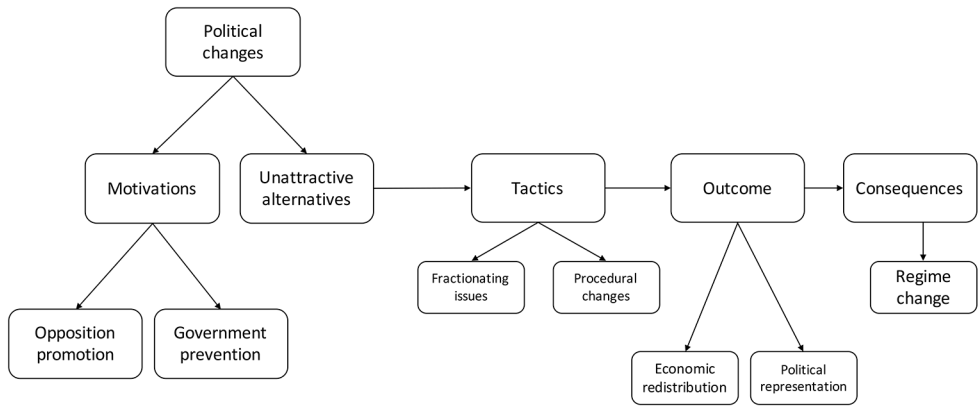 Political
changes
Motivations
Unattractive
alternatives
Tactics
Outcome
Consequences
Fractionating
issues
Procedural
changes
Regime
change
Opposition
promotion
Government
prevention
Economic
redistribution
Political
representation